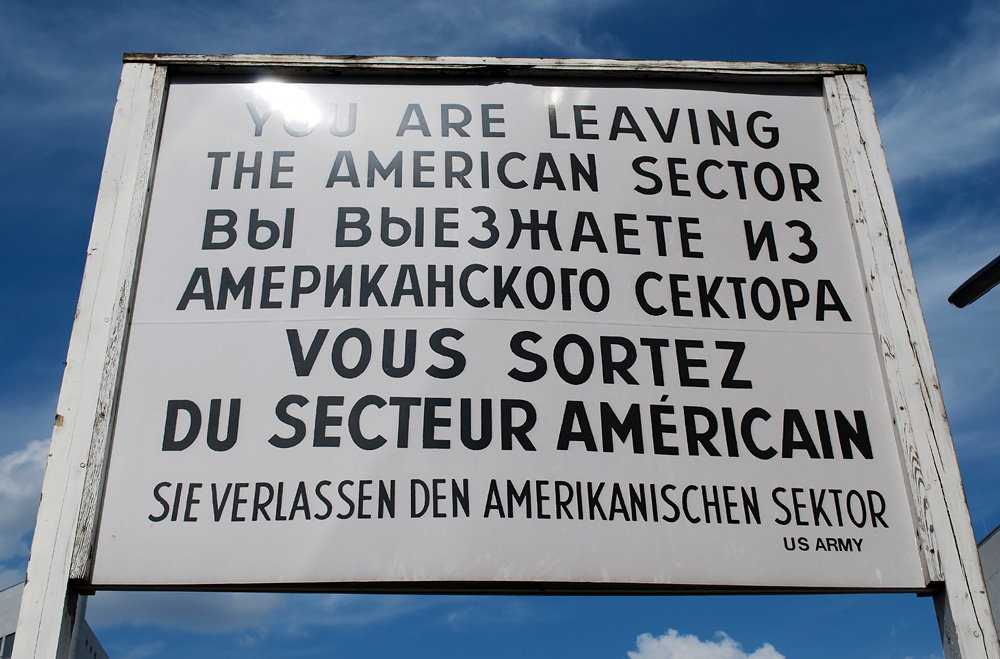 YOU ARE LEAVING
THE AMERICAN SECTOR
ВЫ ВЫЕЗЖАЕТЕ ИЗ
АМЕРИКАНСКОГО СЕКТОРА
VOUS SORTEZ
DU SECTEUR AMÉRICAIN
SIE VERLASSEN DEN AMERIKANISCHEN SEKTOR
US ARMY